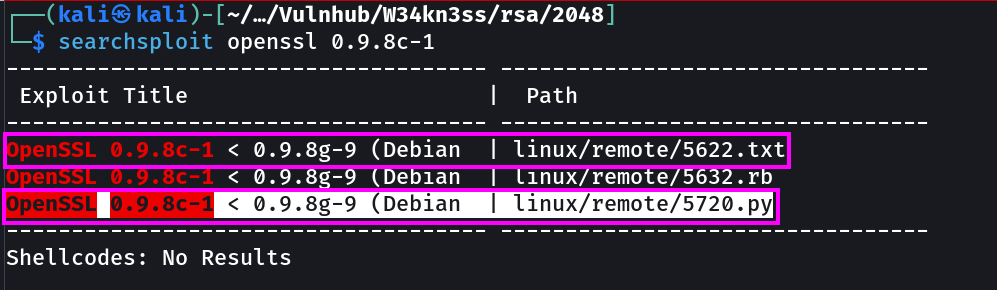 ┌──(kali㉿kali)-[~/…/Vulnhub/W34kn3ss/rsa/2048]
└─$ searchsploit openssl 0.9.8c-1
------------------------------------- ---------------------------------
 Exploit Title                       |  Path
------------------------------------- ---------------------------------
OpenSSL 0.9.8c-1 < 0.9.8g-9 (Debian  | linux/remote/5622.txt
OpenSSL 0.9.8c-1 < 0.9.8g-9 (Debian  | linux/remote/5632.rb
OpenSSL 0.9.8c-1 < 0.9.8g-9 (Debian  | linux/remote/5720.py
------------------------------------- ---------------------------------
Shellcodes: No Results